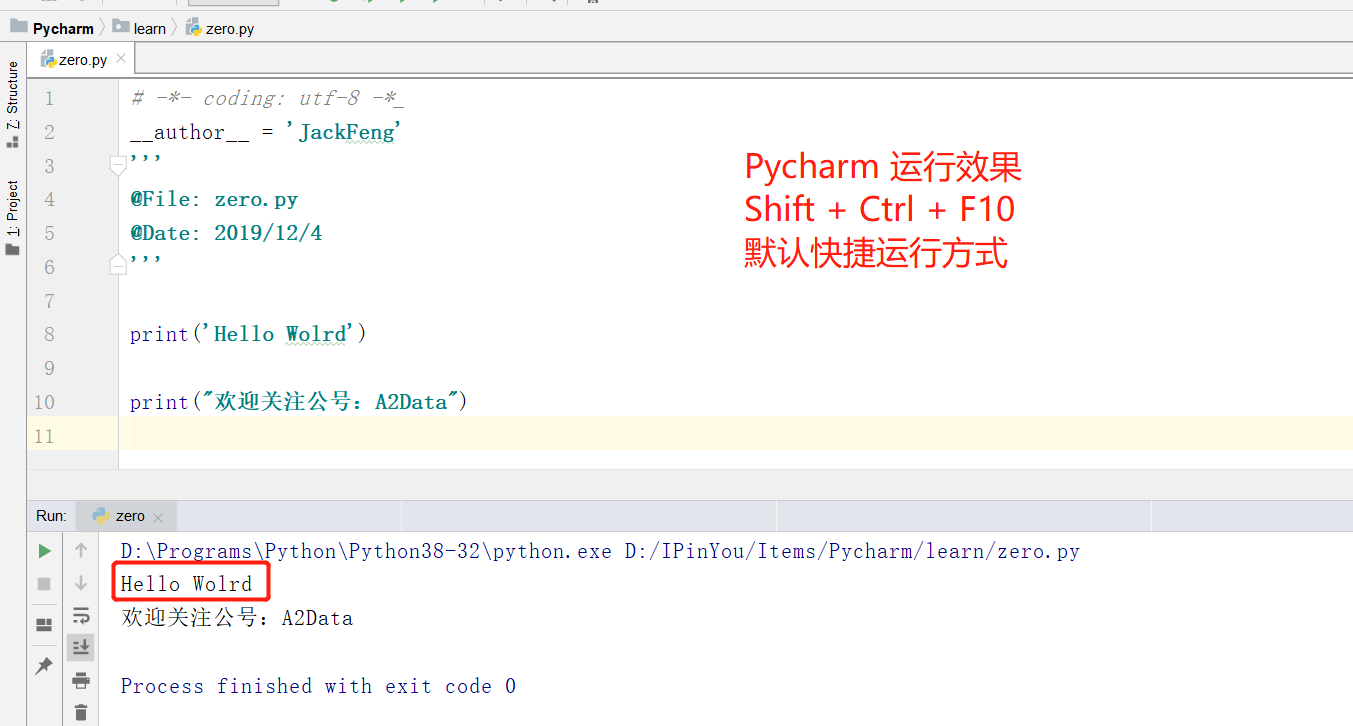 Pycharm learn zero.py
zero.py
Z: Structure
1: Project
1 # -*- coding: utf-8 -*_
2 __author__ = 'JackFeng'
3 '''
4 @File: zero.py
5 @Date: 2019/12/4
6 '''
7
8 print('Hello Wolrd')
9
10 print("欢迎关注公号：A2Data")
11
Pycharm 运行效果
Shift + Ctrl + F10
默认快捷运行方式
Run: zero
D:\Programs\Python\Python38-32\python.exe D:/IPinYou/Items/Pycharm/learn/zero.py
Hello Wolrd
欢迎关注公号：A2Data
Process finished with exit code 0